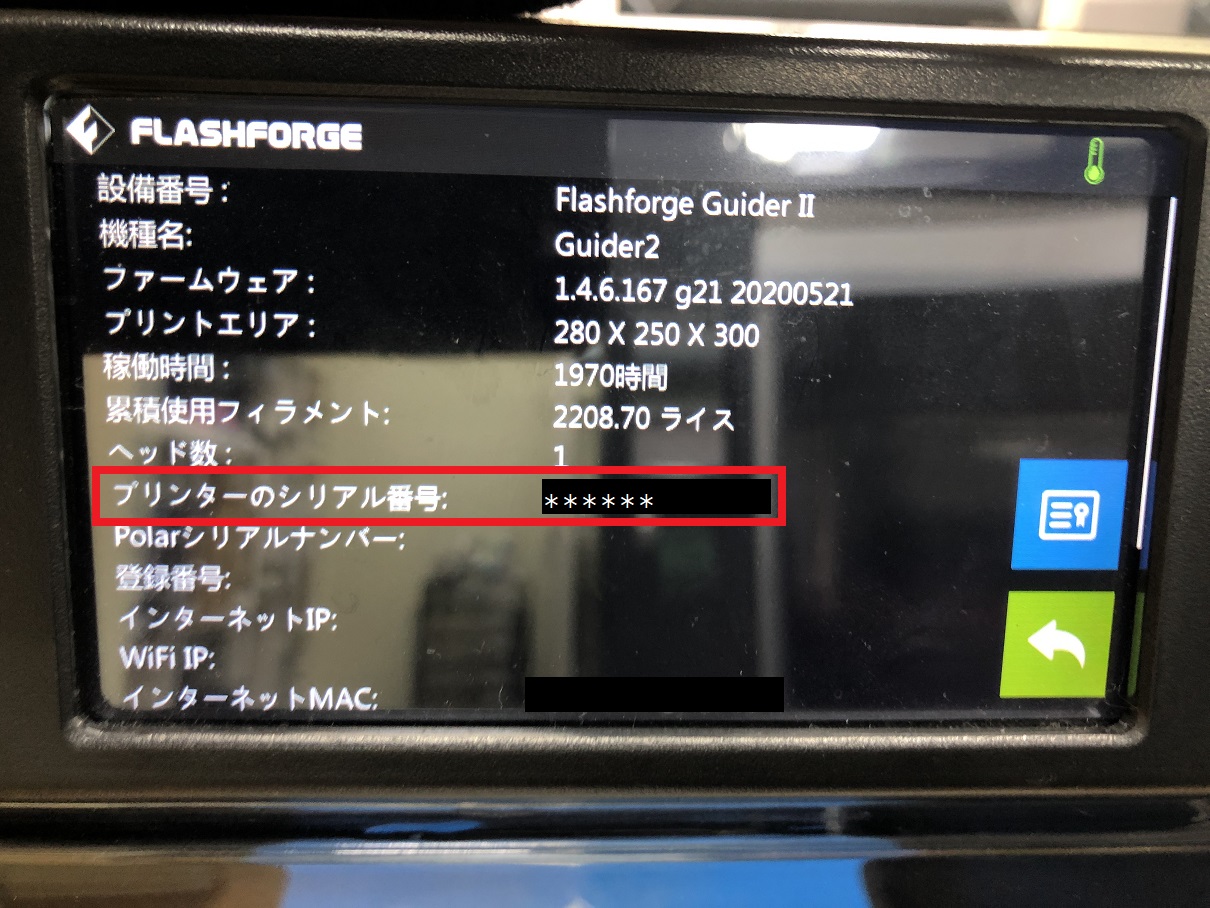 FLASHFORGE
設備番号 : Flashforge Guider II
機種名: Guider2
ファームウェア : 1.4.6.167 g21 20200521
プリントエリア : 280 X 250 X 300
稼働時間 : 1970時間
累積使用フィラメント: 2208.70 ライス
ヘッド数 : 1
プリンターのシリアル番号: ******
Polarシリアルナンバー:
登録番号:
インターネットIP:
WiFi IP:
インターネットMAC: